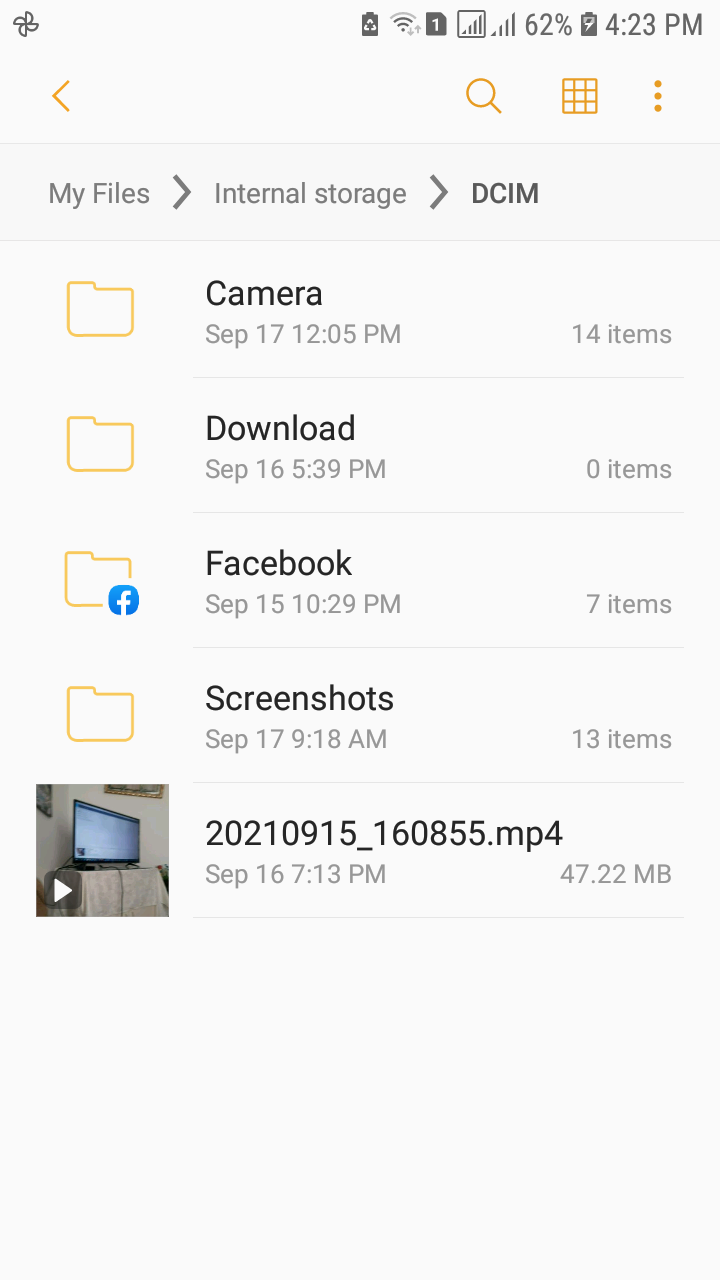 1 62% 4:23 PM
My Files Internal storage DCIM
Camera
Sep 17 12:05 PM 14 items
Download
Sep 16 5:39 PM 0 items
Facebook
Sep 15 10:29 PM 7 items
Screenshots
Sep 17 9:18 AM 13 items
20210915_160855.mp4
Sep 16 7:13 PM 47.22 MB